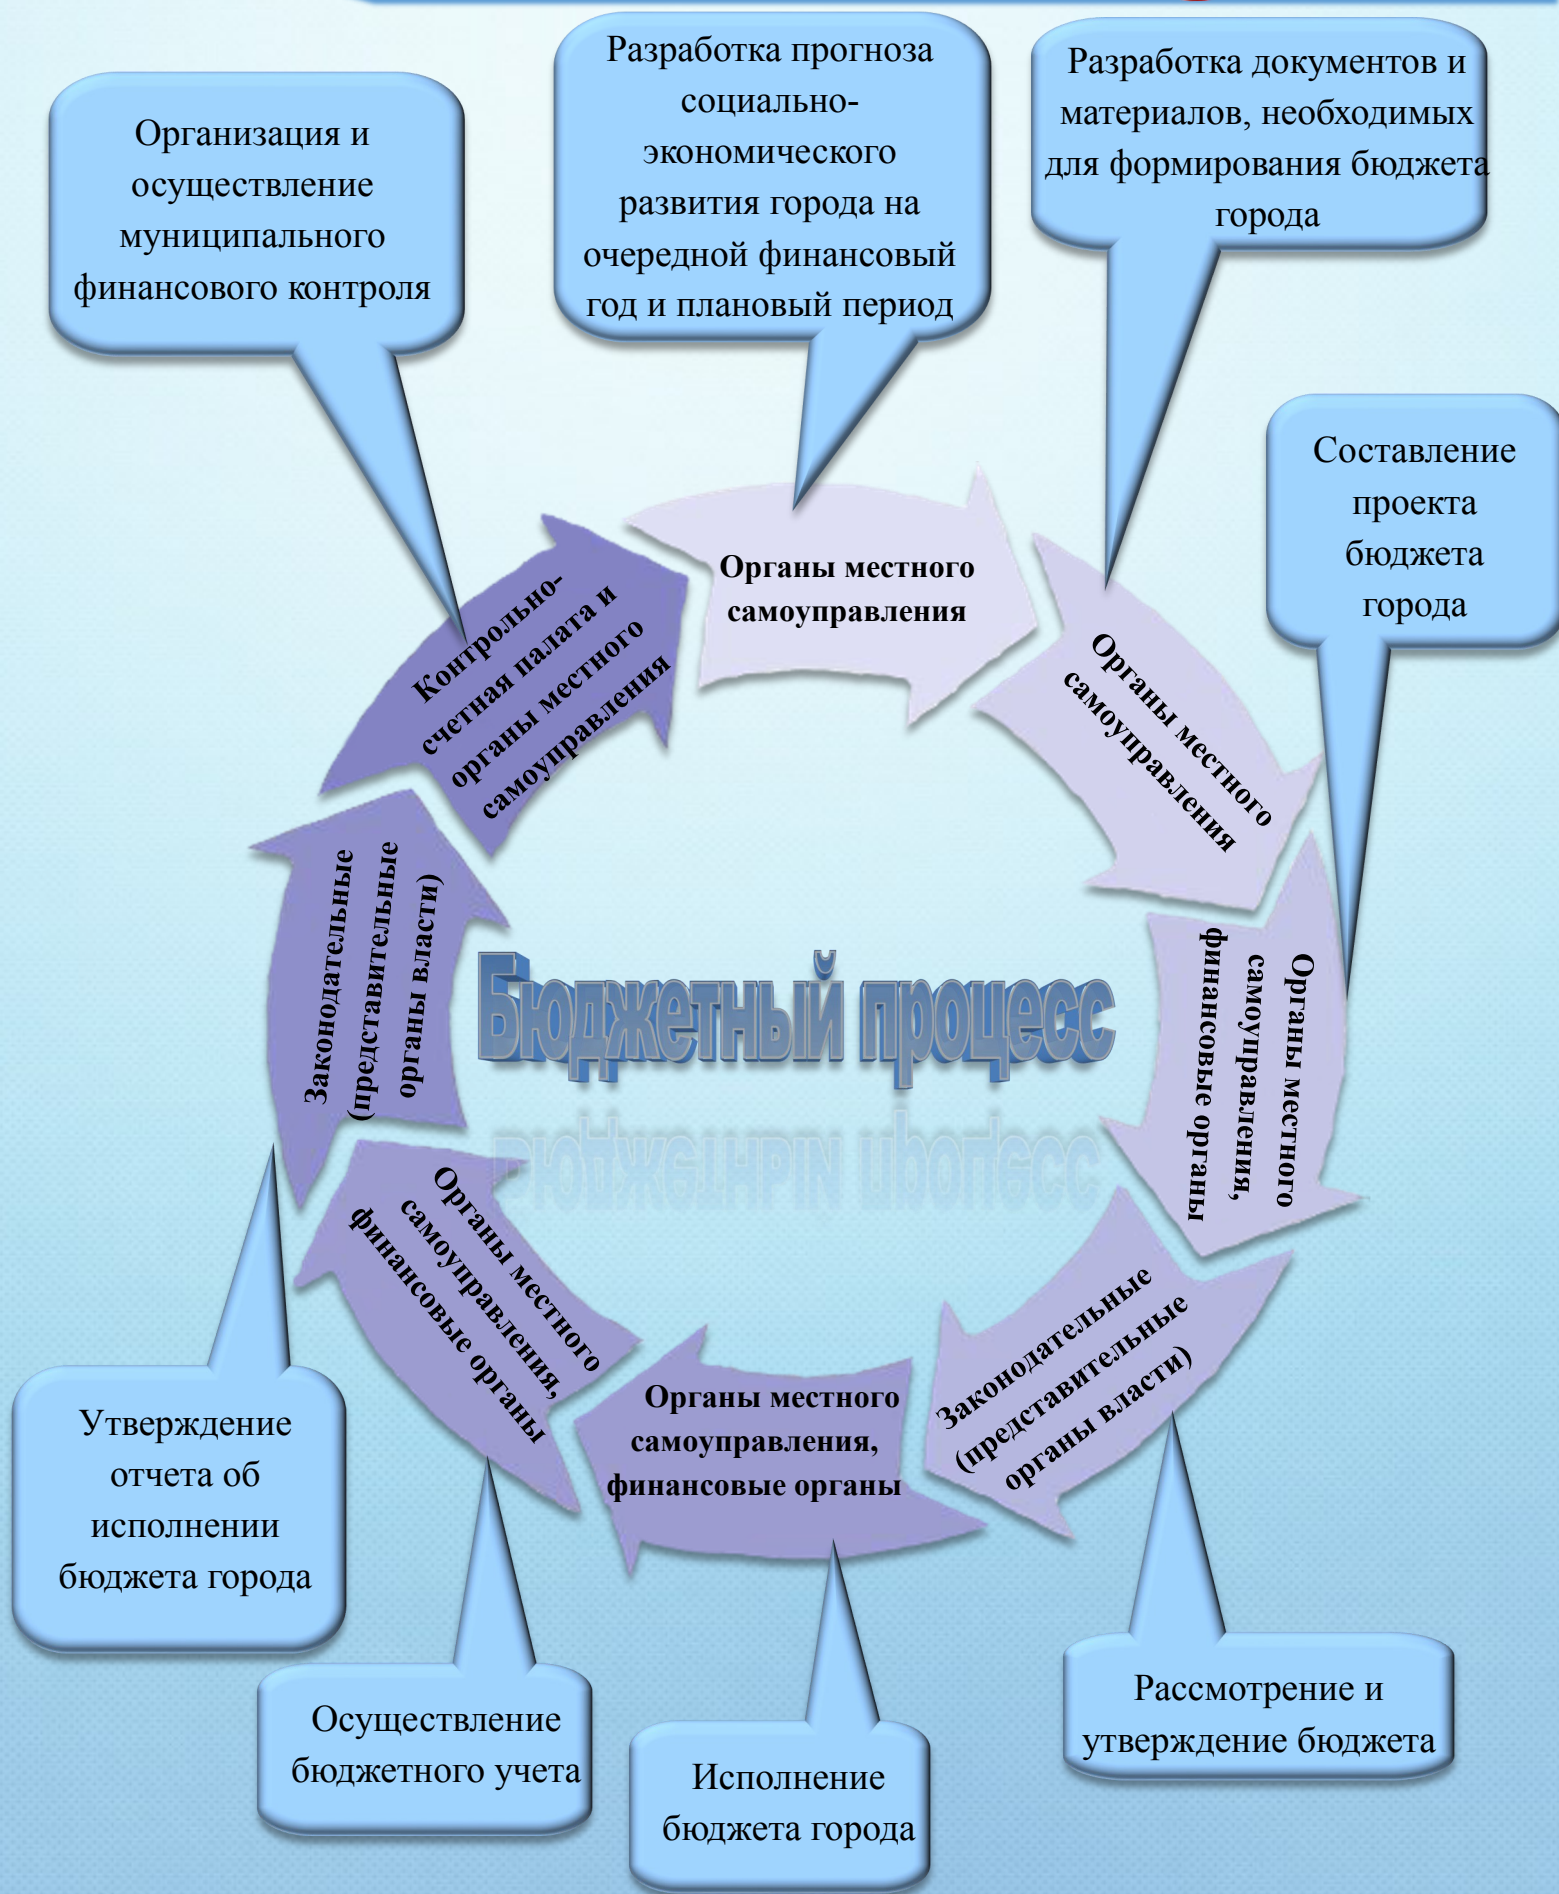 Разработка прогноза
социально-
экономического
развития города на
очередной финансовый
год и плановый период
Разработка документов и
материалов, необходимых
для формирования бюджета
города
Организация и
осуществление
муниципального
финансового контроля
Составление
проекта
бюджета
города
Органы местного
самоуправления
Органы местного
самоуправления
Контрольно-
счетная палата и
органы местного
самоуправления
Органы местного
самоуправления,
финансовые органы
Законодательные
(представительные
органы власти)
Бюджетный процесс
Органы местного
самоуправления,
финансовые органы
Законодательные
(представительные
органы власти)
Органы местного
самоуправления,
финансовые органы
Утверждение
отчета об
исполнении
бюджета города
Осуществление
бюджетного учета
Исполнение
бюджета города
Рассмотрение и
утверждение бюджета